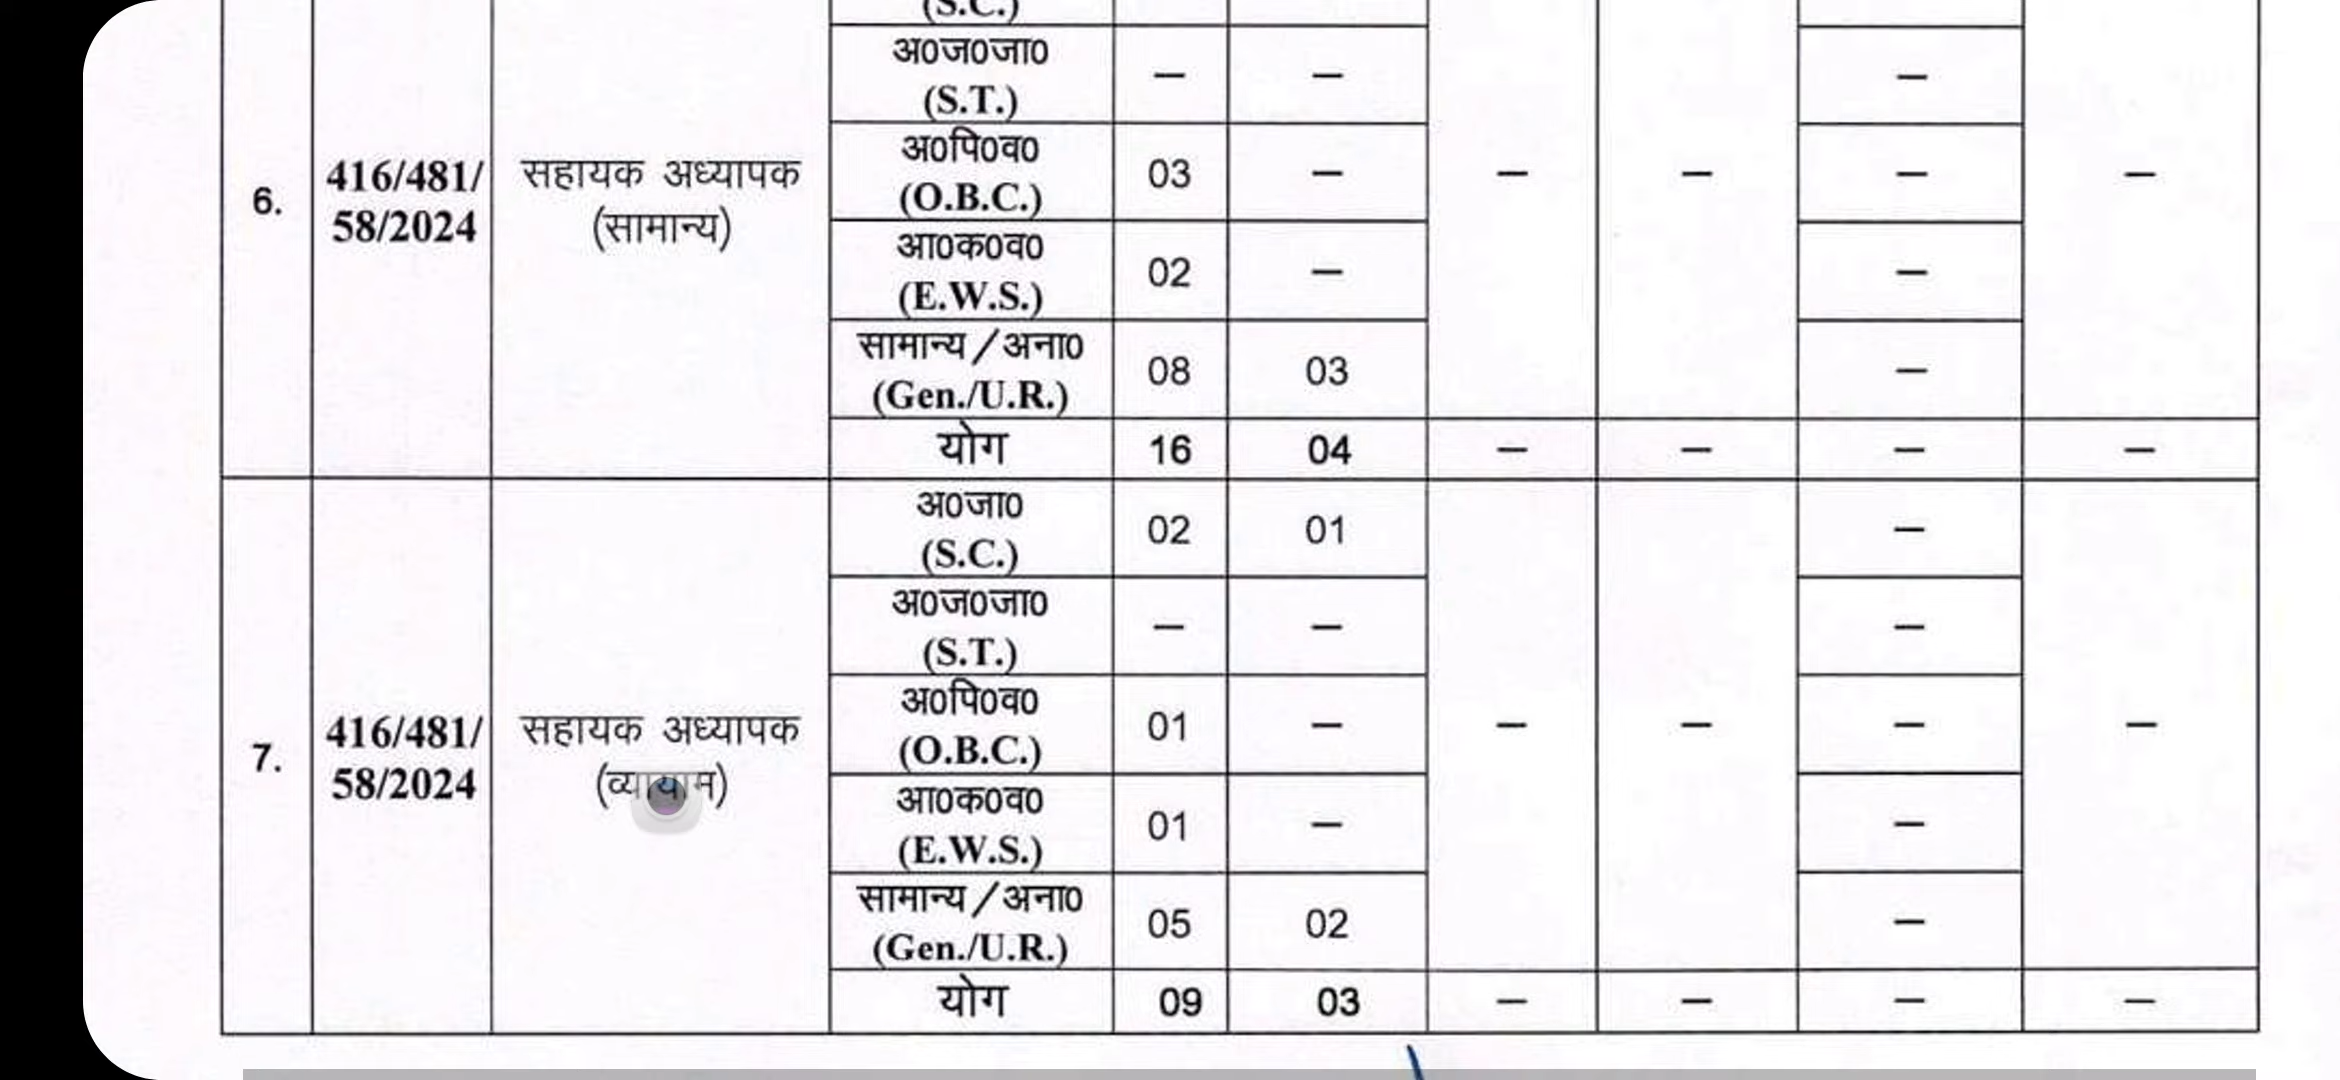 (S.C.)
अ0ज0जा0
(S.T.) – – –
अ0पि0व0
(O.B.C.) 03 – – – – –
6. 416/481/
58/2024 सहायक अध्यापक
(सामान्य)
आ0क0व0
(E.W.S.) 02 – –
सामान्य/अना0
(Gen./U.R.) 08 03 –
योग 16 04 – – – –
अ0जा0
(S.C.) 02 01 –
अ0ज0जा0
(S.T.) – – –
अ0पि0व0
(O.B.C.) 01 – – – – –
7. 416/481/
58/2024 सहायक अध्यापक
(व्यायाम)
आ0क0व0
(E.W.S.) 01 – –
सामान्य/अना0
(Gen./U.R.) 05 02 –
योग 09 03 – – – –